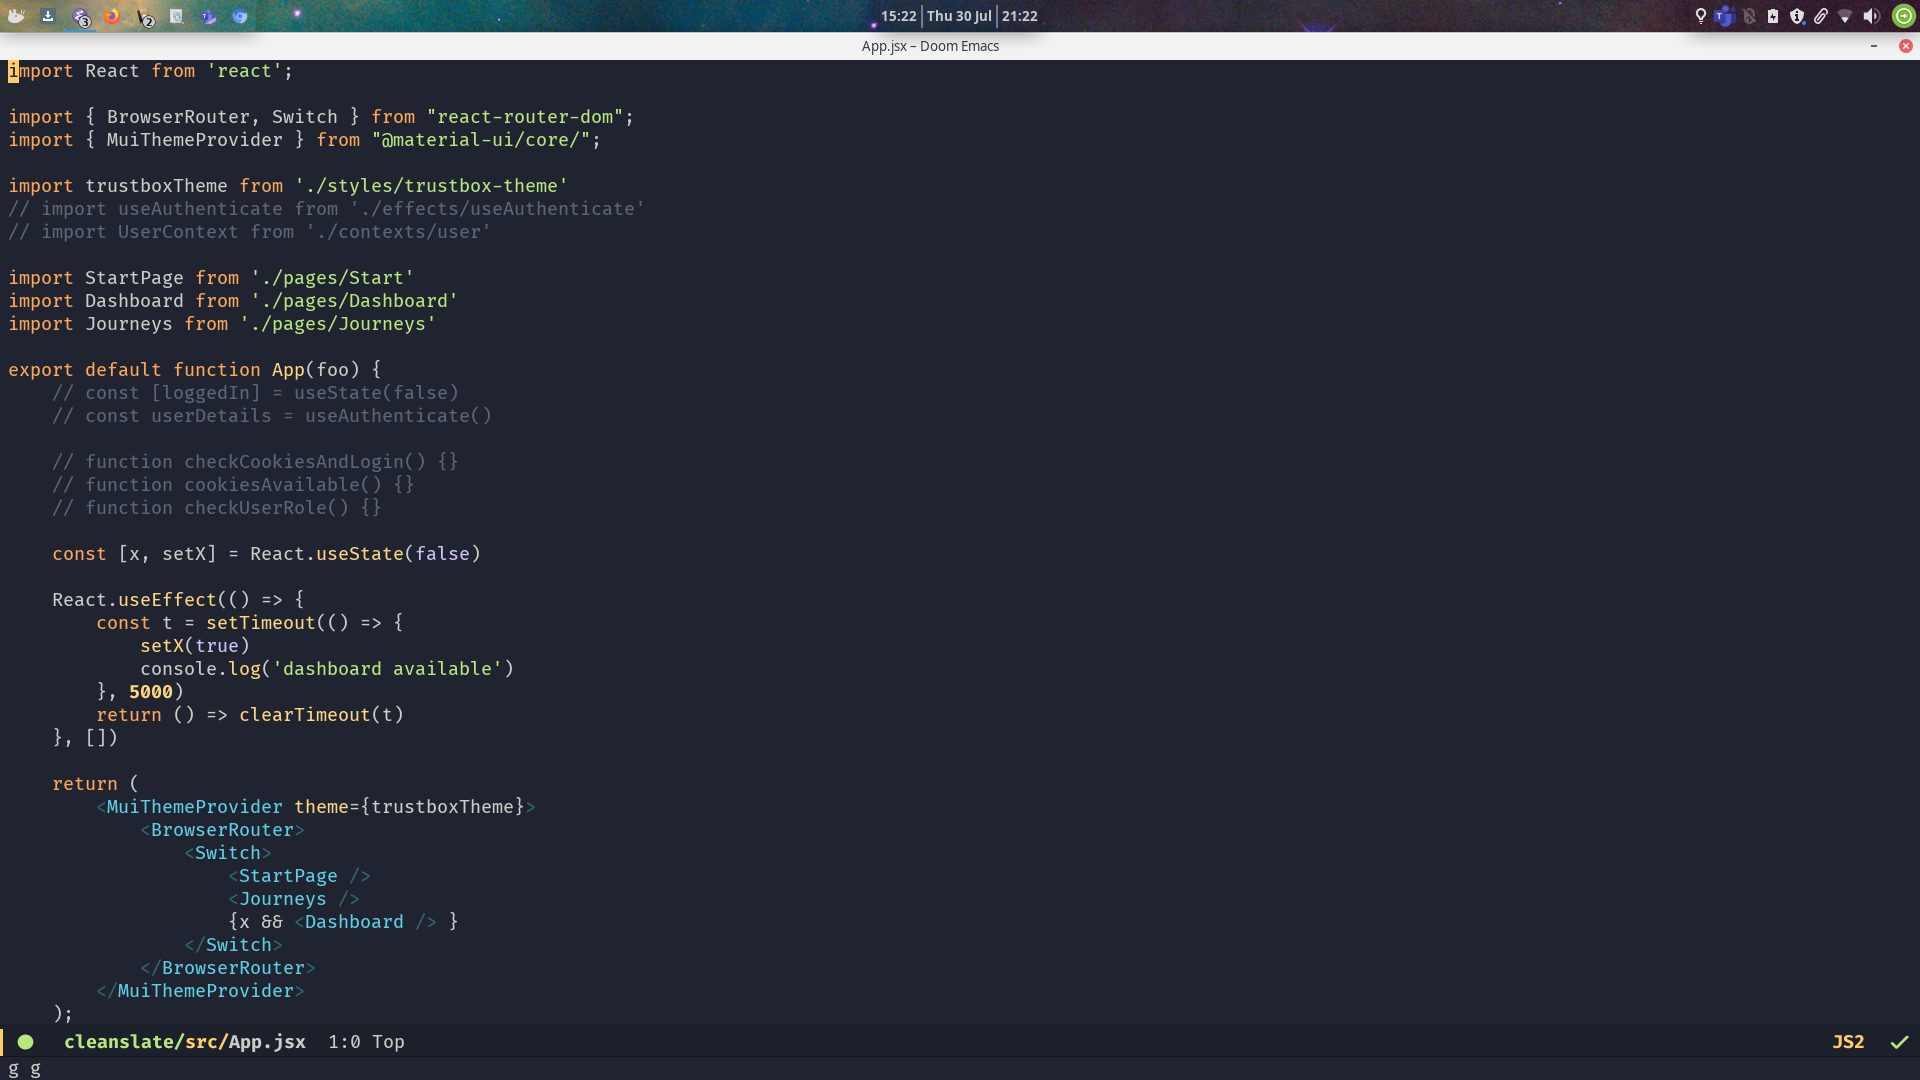 3
2
15:22 Thu 30 Jul 21:22
App.jsx – Doom Emacs
import React from 'react';
import { BrowserRouter, Switch } from "react-router-dom";
import { MuiThemeProvider } from "@material-ui/core/";
import trustboxTheme from './styles/trustbox-theme'
// import useAuthenticate from './effects/useAuthenticate'
// import UserContext from './contexts/user'
import StartPage from './pages/Start'
import Dashboard from './pages/Dashboard'
import Journeys from './pages/Journeys'
export default function App(foo) {
    // const [loggedIn] = useState(false)
    // const userDetails = useAuthenticate()
    // function checkCookiesAndLogin() {}
    // function cookiesAvailable() {}
    // function checkUserRole() {}
    const [x, setX] = React.useState(false)
    React.useEffect(() => {
        const t = setTimeout(() => {
            setX(true)
            console.log('dashboard available')
        }, 5000)
        return () => clearTimeout(t)
    }, [])
    return (
        <MuiThemeProvider theme={trustboxTheme}>
            <BrowserRouter>
                <Switch>
                    <StartPage />
                    <Journeys />
                    {x && <Dashboard /> }
                </Switch>
            </BrowserRouter>
        </MuiThemeProvider>
    );
cleanslate/src/App.jsx 1:0 Top JS2
g g